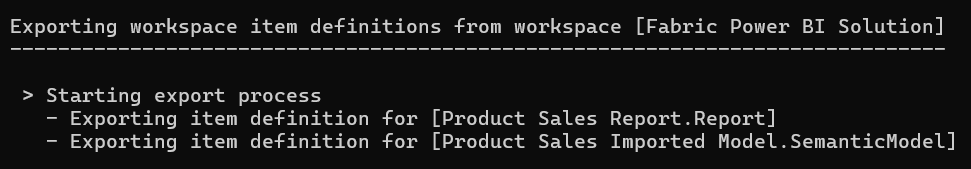 Exporting workspace item definitions from workspace [Fabric Power BI Solution]
------------------------------------------------------------------------------
> Starting export process
- Exporting item definition for [Product Sales Report.Report]
- Exporting item definition for [Product Sales Imported Model.SemanticModel]